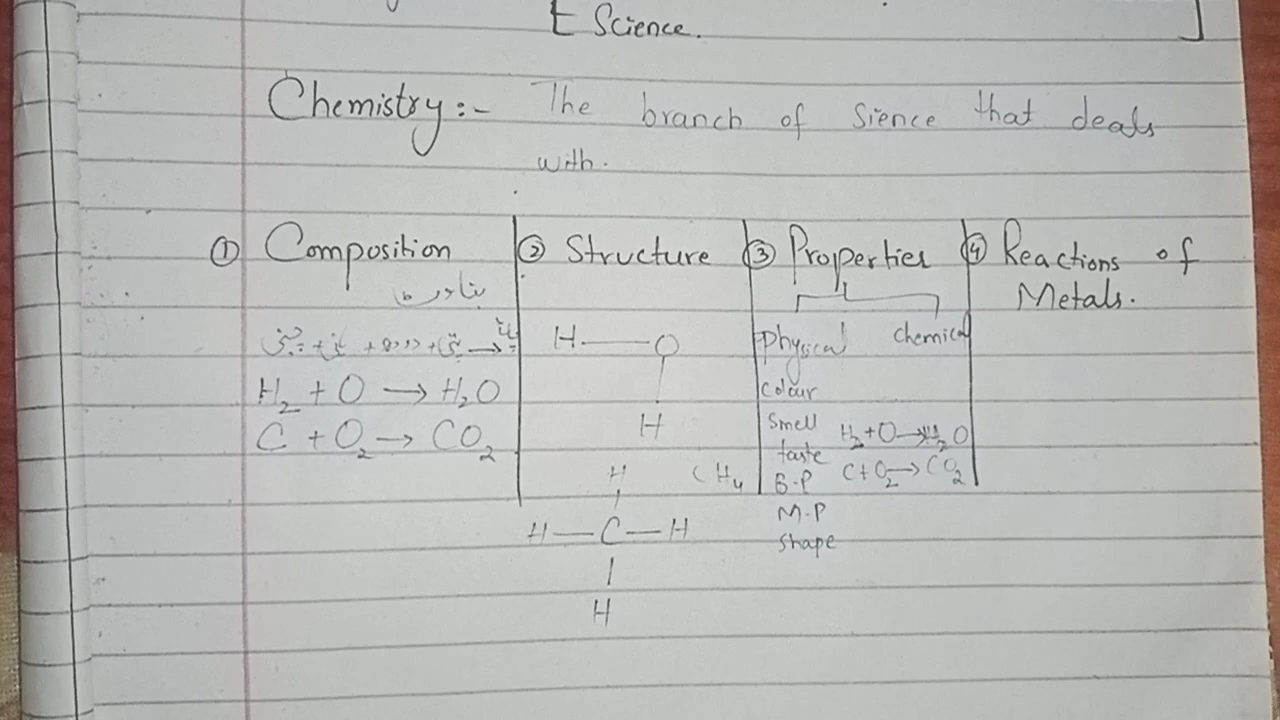 [ Science. ]
Chemistry:- The branch of Sience that deals
with.
① Composition
بناوٹ
H₂ + O → H₂O
C + O₂ → CO₂
② Structure
H — O
H
CH₄
H
H — C — H
H
③ Properties
Physical Chemical
Colour
Smell
taste
B.P
M.P
Shape
H₂+O→H₂O
C+O₂→CO₂
④ Reactions of
Metals.